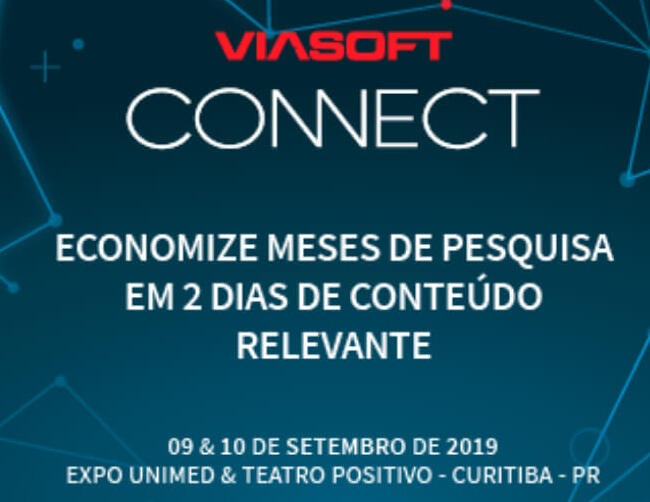 VIASOFT
CONNECT
ECONOMIZE MESES DE PESQUISA
EM 2 DIAS DE CONTEÚDO
RELEVANTE
09 & 10 DE SETEMBRO DE 2019
EXPO UNIMED & TEATRO POSITIVO - CURITIBA - PR